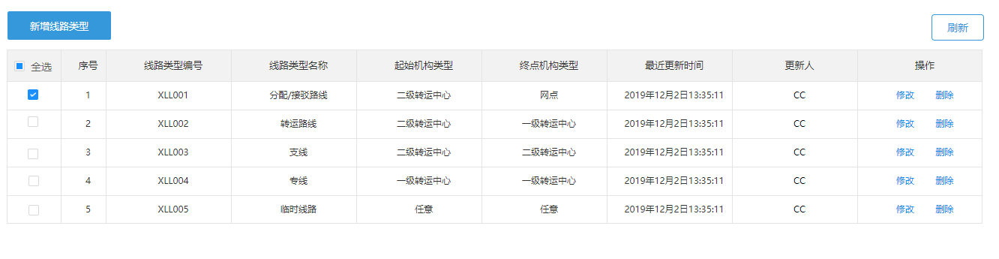 新增线路类型
刷新
全选 序号 线路类型编号 线路类型名称 起始机构类型 终点机构类型 最近更新时间 更新人 操作
1 XLL001 分配/接驳路线 二级转运中心 网点 2019年12月2日13:35:11 CC 修改 删除
2 XLL002 转运路线 二级转运中心 一级转运中心 2019年12月2日13:35:11 CC 修改 删除
3 XLL003 支线 二级转运中心 二级转运中心 2019年12月2日13:35:11 CC 修改 删除
4 XLL004 专线 一级转运中心 一级转运中心 2019年12月2日13:35:11 CC 修改 删除
5 XLL005 临时线路 任意 任意 2019年12月2日13:35:11 CC 修改 删除